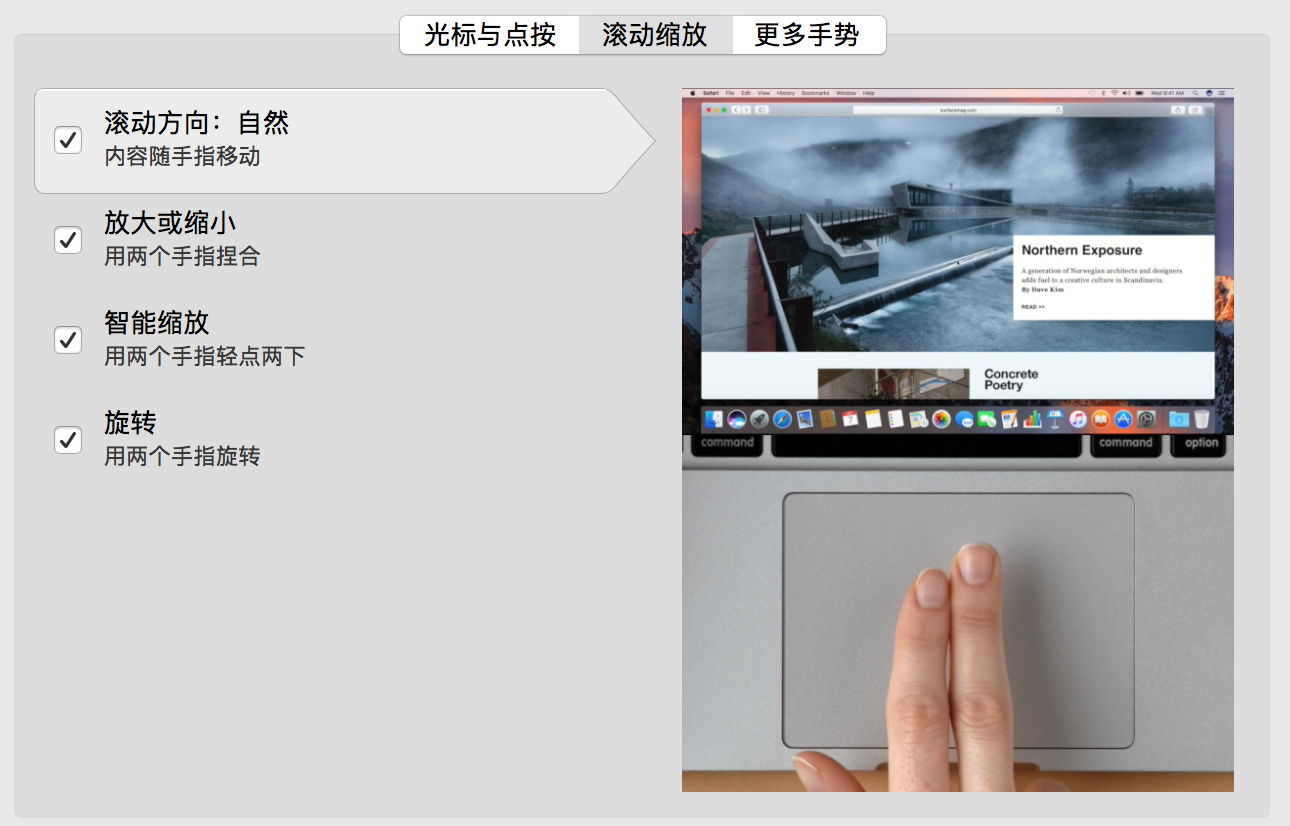 光标与点按
滚动缩放
更多手势
滚动方向：自然
内容随手指移动
放大或缩小
用两个手指捏合
智能缩放
用两个手指轻点两下
旋转
用两个手指旋转
Safari File Edit View History Bookmarks Window Help
Wed 9:41 AM
surfacemag.com
Northern Exposure
A generation of Norwegian architects and designers
adds fuel to a creative culture in Scandinavia.
By Dave Kim
READ >>
Concrete
Poetry
command
command
option